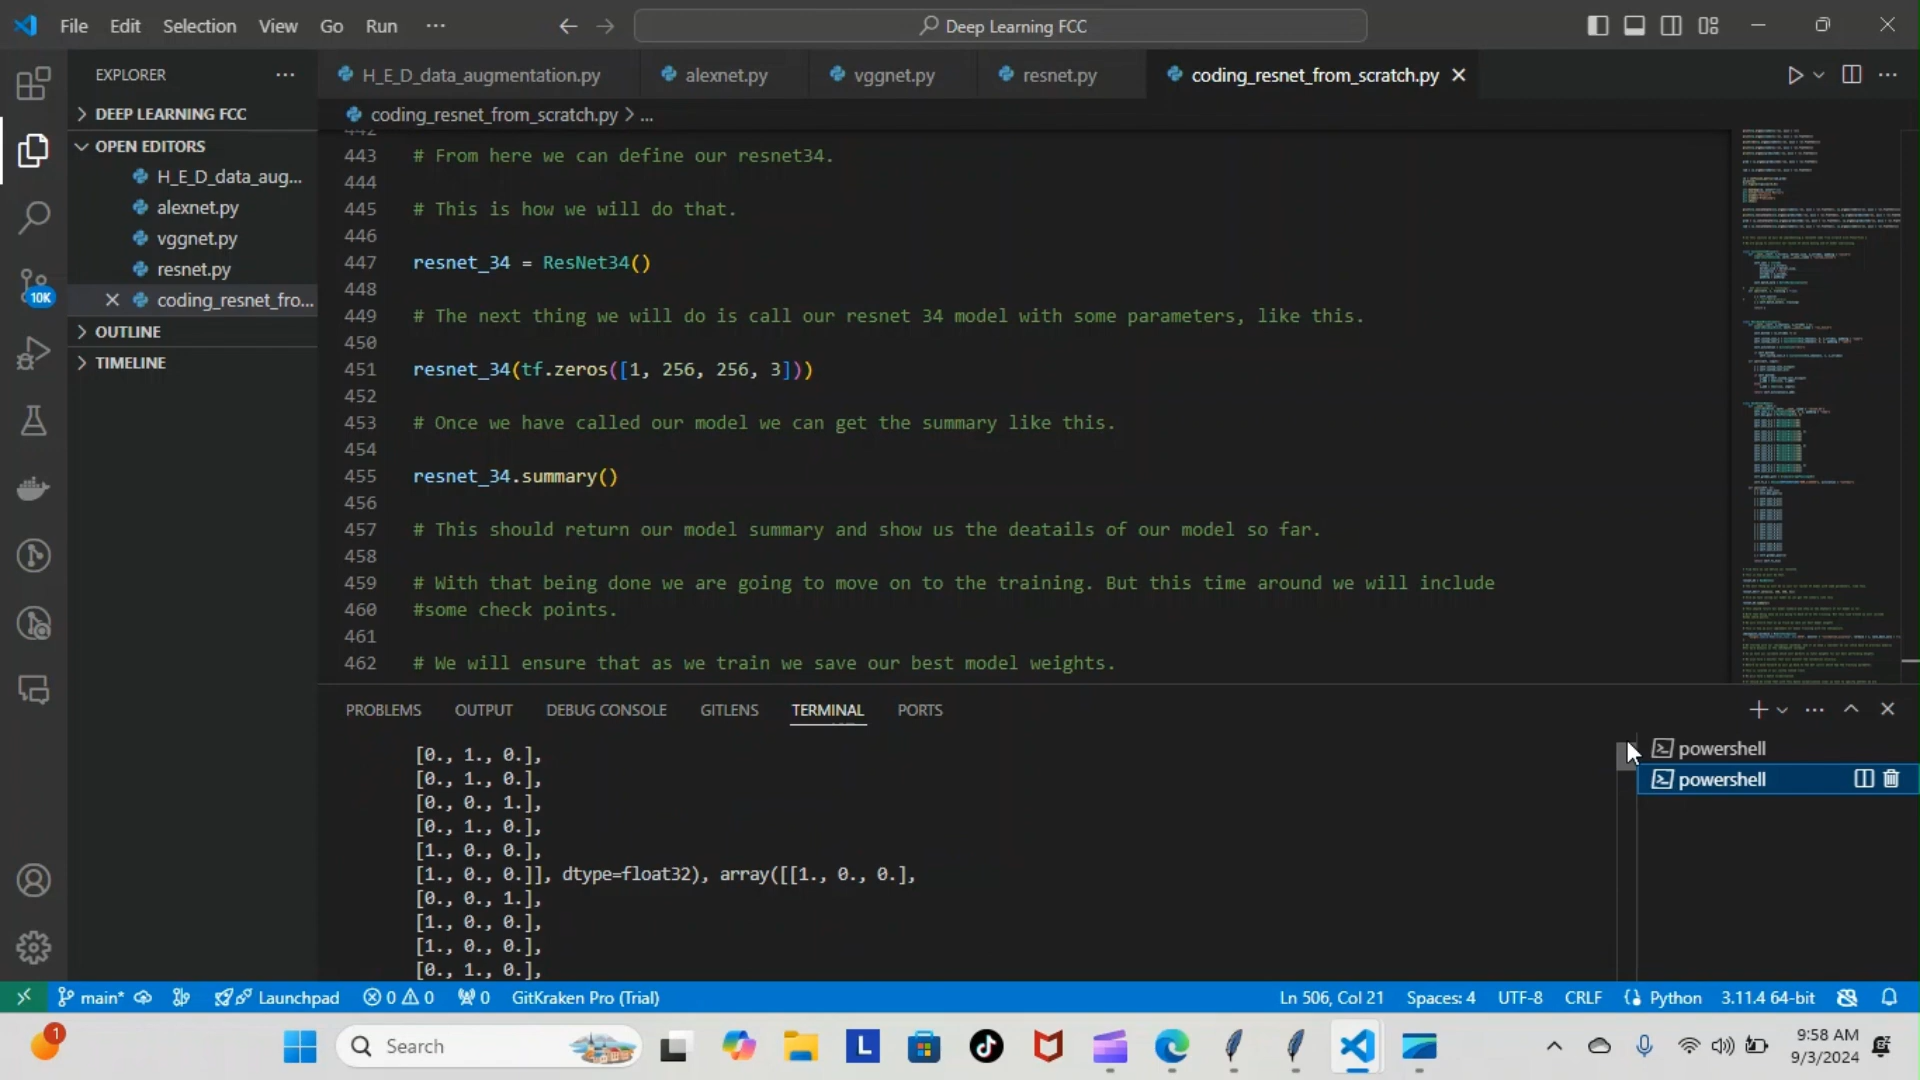 File Edit Selection View Go Run ...
Deep Learning FCC
EXPLORER
H_E_D_data_augmentation.py
alexnet.py
vggnet.py
resnet.py
coding_resnet_from_scratch.py
DEEP LEARNING FCC
coding_resnet_from_scratch.py > ...
OPEN EDITORS
H_E_D_data_aug...
alexnet.py
vggnet.py
resnet.py
coding_resnet_fro...
OUTLINE
TIMELINE
10K
442
443 # From here we can define our resnet34.
444
445 # This is how we will do that.
446
447 resnet_34 = ResNet34()
448
449 # The next thing we will do is call our resnet 34 model with some parameters, like this.
450
451 resnet_34(tf.zeros([1, 256, 256, 3]))
452
453 # Once we have called our model we can get the summary like this.
454
455 resnet_34.summary()
456
457 # This should return our model summary and show us the deatails of our model so far.
458
459 # With that being done we are going to move on to the training. But this time around we will include
460 #some check points.
461
462 # We will ensure that as we train we save our best model weights.
PROBLEMS OUTPUT DEBUG CONSOLE GITLENS TERMINAL PORTS
[0., 1., 0.],
[0., 1., 0.],
[0., 0., 1.],
[0., 1., 0.],
[1., 0., 0.],
[1., 0., 0.]], dtype=float32), array([[1., 0., 0.],
[0., 0., 1.],
[1., 0., 0.],
[1., 0., 0.],
[0., 1., 0.],
powershell
powershell
main* Launchpad 0 0 0 GitKraken Pro (Trial) Ln 506, Col 21 Spaces: 4 UTF-8 CRLF Python 3.11.4 64-bit
1
Search
L
9:58 AM
9/3/2024